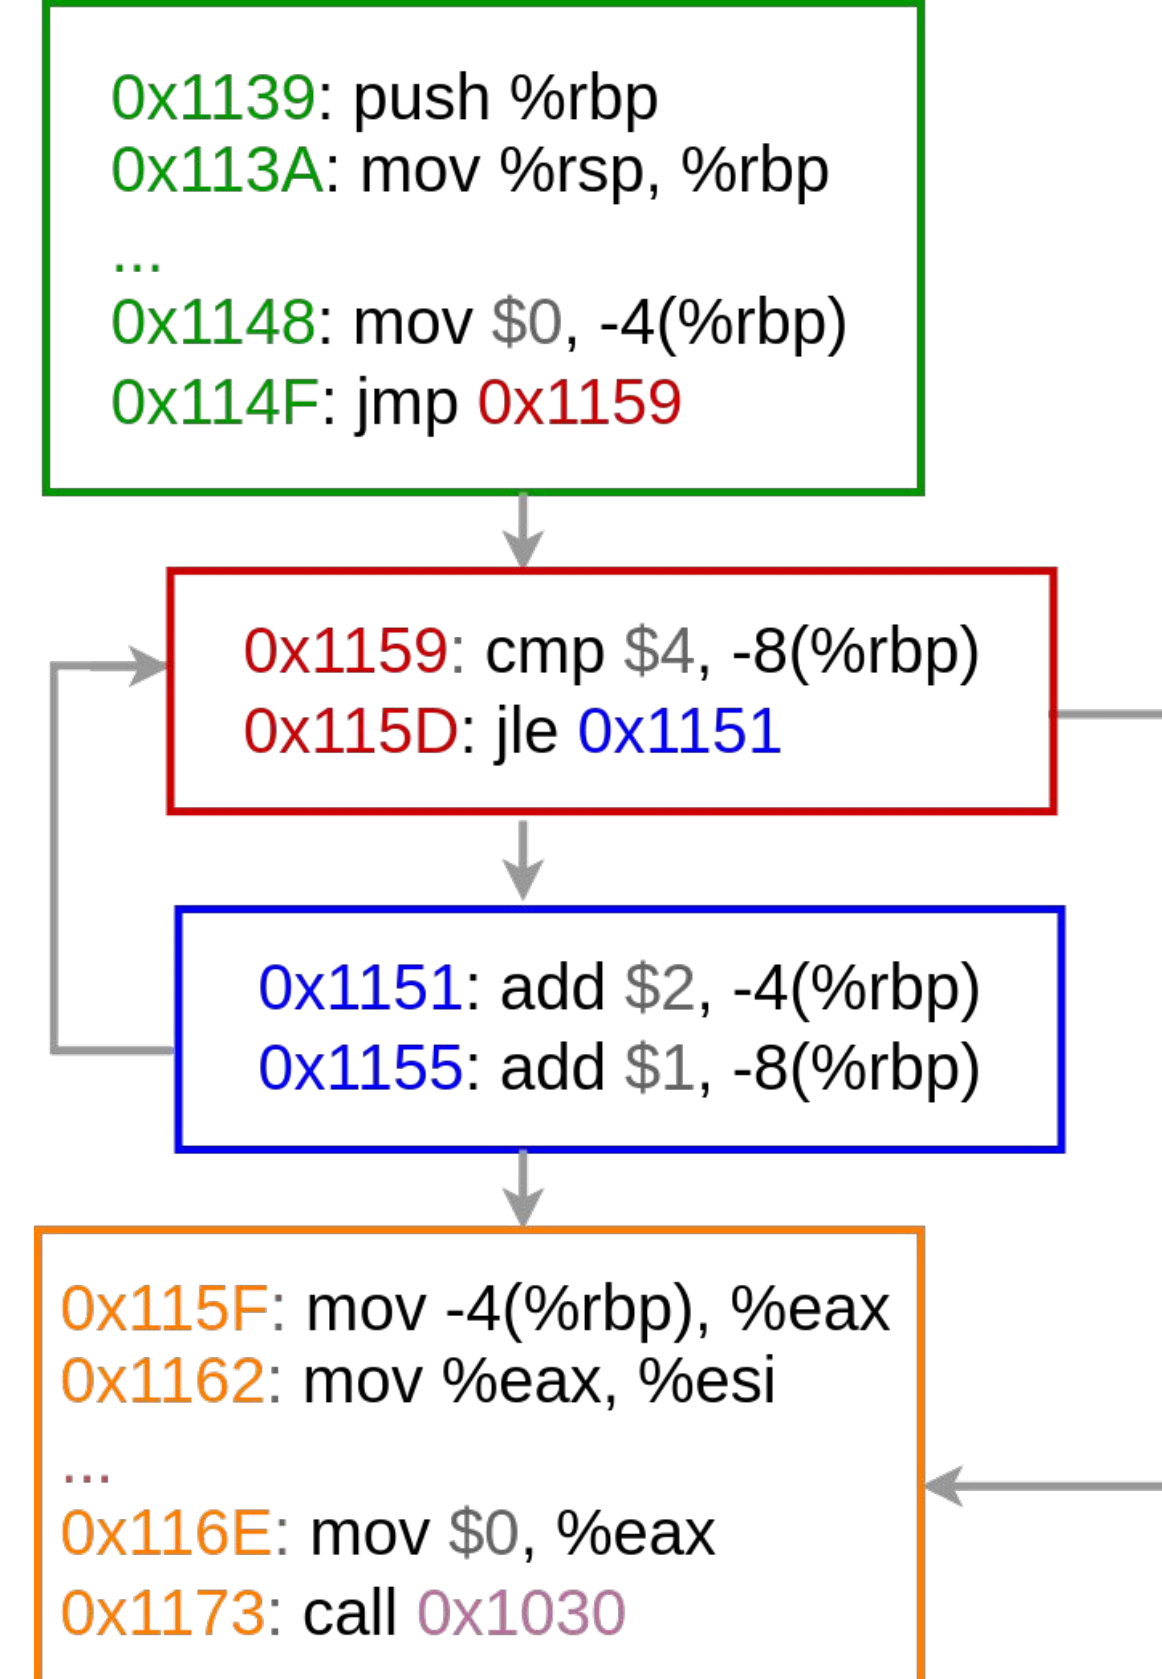 0x1139: push %rbp
0x113A: mov %rsp, %rbp
...
0x1148: mov $0, -4(%rbp)
0x114F: jmp 0x1159
0x1159: cmp $4, -8(%rbp)
0x115D: jle 0x1151
0x1151: add $2, -4(%rbp)
0x1155: add $1, -8(%rbp)
0x115F: mov -4(%rbp), %eax
0x1162: mov %eax, %esi
...
0x116E: mov $0, %eax
0x1173: call 0x1030